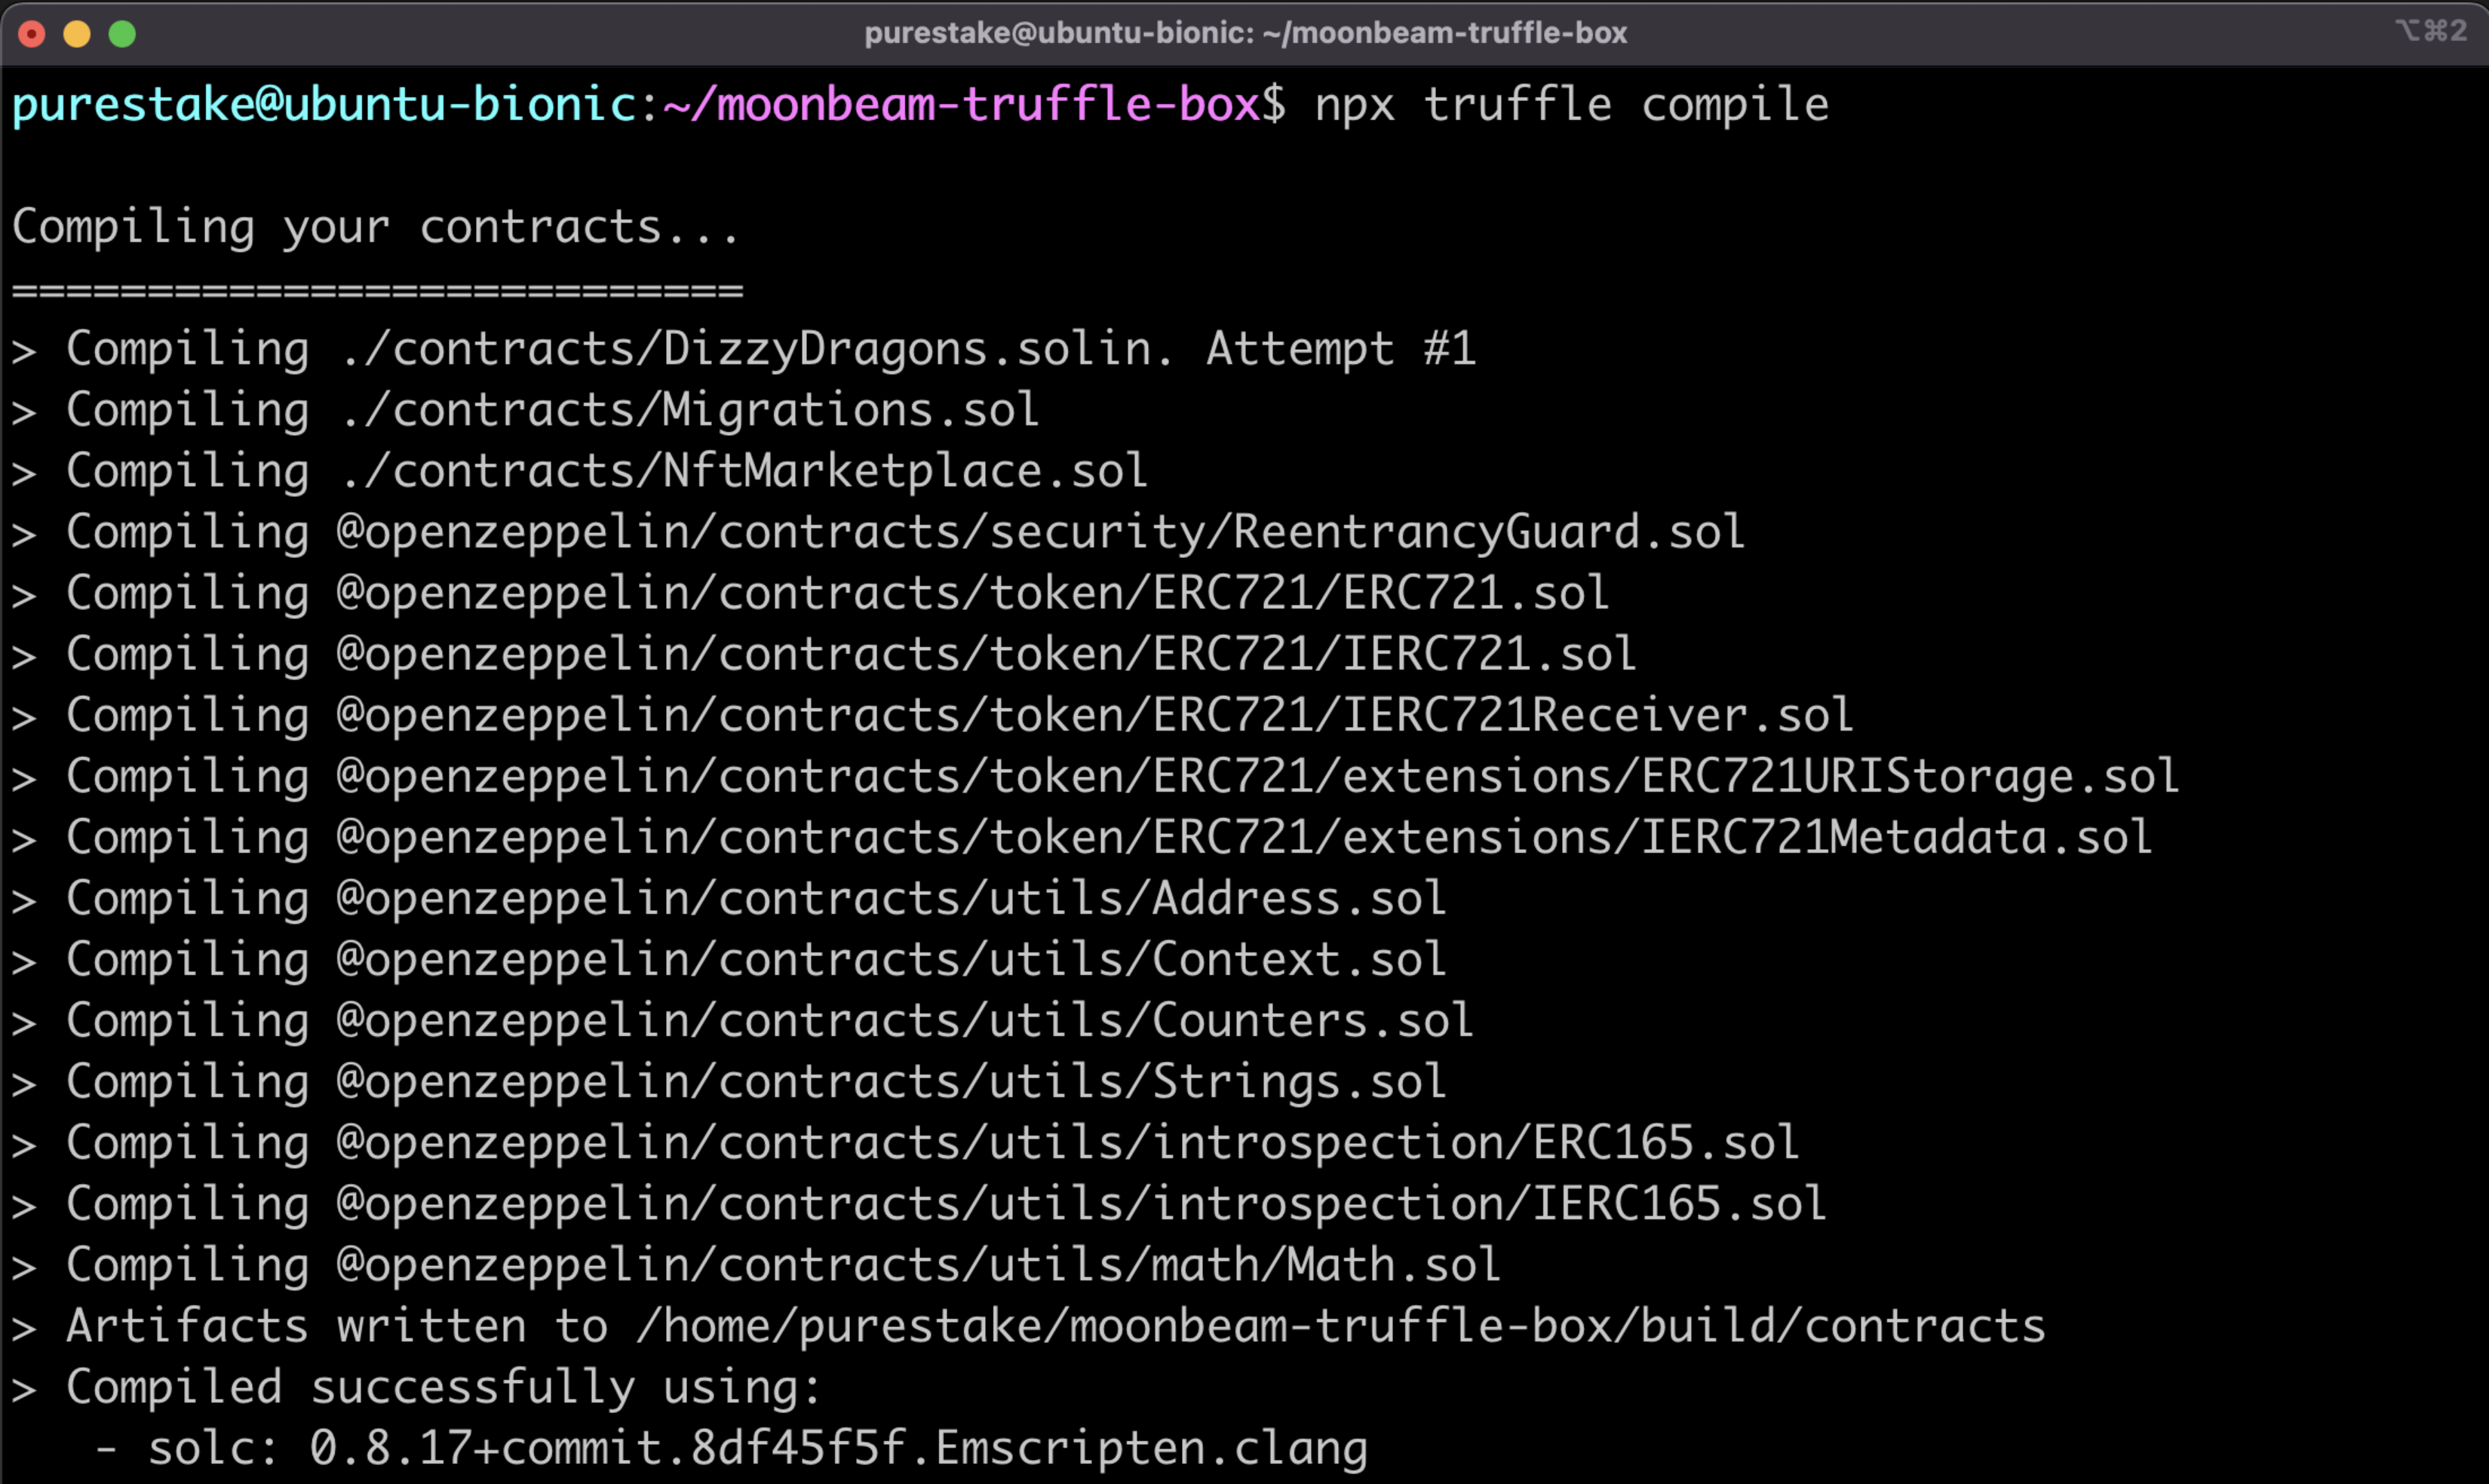 purestake@ubuntu-bionic: ~/moonbeam-truffle-box
⌥⌘2
purestake@ubuntu-bionic:~/moonbeam-truffle-box$ npx truffle compile
Compiling your contracts...
===========================
> Compiling ./contracts/DizzyDragons.solin. Attempt #1
> Compiling ./contracts/Migrations.sol
> Compiling ./contracts/NftMarketplace.sol
> Compiling @openzeppelin/contracts/security/ReentrancyGuard.sol
> Compiling @openzeppelin/contracts/token/ERC721/ERC721.sol
> Compiling @openzeppelin/contracts/token/ERC721/IERC721.sol
> Compiling @openzeppelin/contracts/token/ERC721/IERC721Receiver.sol
> Compiling @openzeppelin/contracts/token/ERC721/extensions/ERC721URIStorage.sol
> Compiling @openzeppelin/contracts/token/ERC721/extensions/IERC721Metadata.sol
> Compiling @openzeppelin/contracts/utils/Address.sol
> Compiling @openzeppelin/contracts/utils/Context.sol
> Compiling @openzeppelin/contracts/utils/Counters.sol
> Compiling @openzeppelin/contracts/utils/Strings.sol
> Compiling @openzeppelin/contracts/utils/introspection/ERC165.sol
> Compiling @openzeppelin/contracts/utils/introspection/IERC165.sol
> Compiling @openzeppelin/contracts/utils/math/Math.sol
> Artifacts written to /home/purestake/moonbeam-truffle-box/build/contracts
> Compiled successfully using:
- solc: 0.8.17+commit.8df45f5f.Emscripten.clang